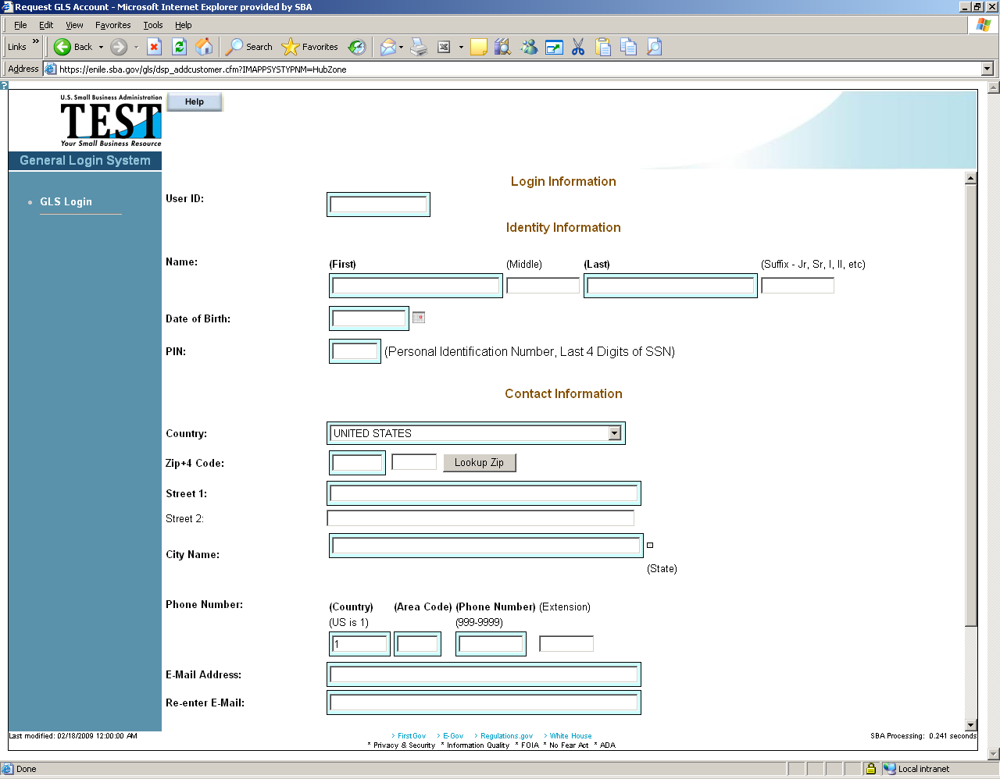 Request GLS Account - Microsoft Internet Explorer provided by SBA
File Edit View Favorites Tools Help
Links » Back Search Favorites
Address https://enile.sba.gov/gls/dsp_addcustomer.cfm?IMAPPSYSTYPNM=HubZone
?
U.S. Small Business Administration
TEST
Your Small Business Resource
Help
General Login System
GLS Login
Login Information
User ID:
Identity Information
Name: (First) (Middle) (Last) (Suffix - Jr, Sr, I, II, etc)
Date of Birth:
PIN: (Personal Identification Number, Last 4 Digits of SSN)
Contact Information
Country: UNITED STATES
Zip+4 Code: Lookup Zip
Street 1:
Street 2:
City Name:
(State)
Phone Number: (Country) (Area Code) (Phone Number) (Extension)
(US is 1) (999-9999)
1
E-Mail Address:
Re-enter E-Mail:
Last modified: 02/18/2009 12:00:00 AM > FirstGov > E-Gov > Regulations.gov > White House SBA Processing: 0.241 seconds
* Privacy & Security * Information Quality * FOIA * No Fear Act * ADA
Done Local intranet